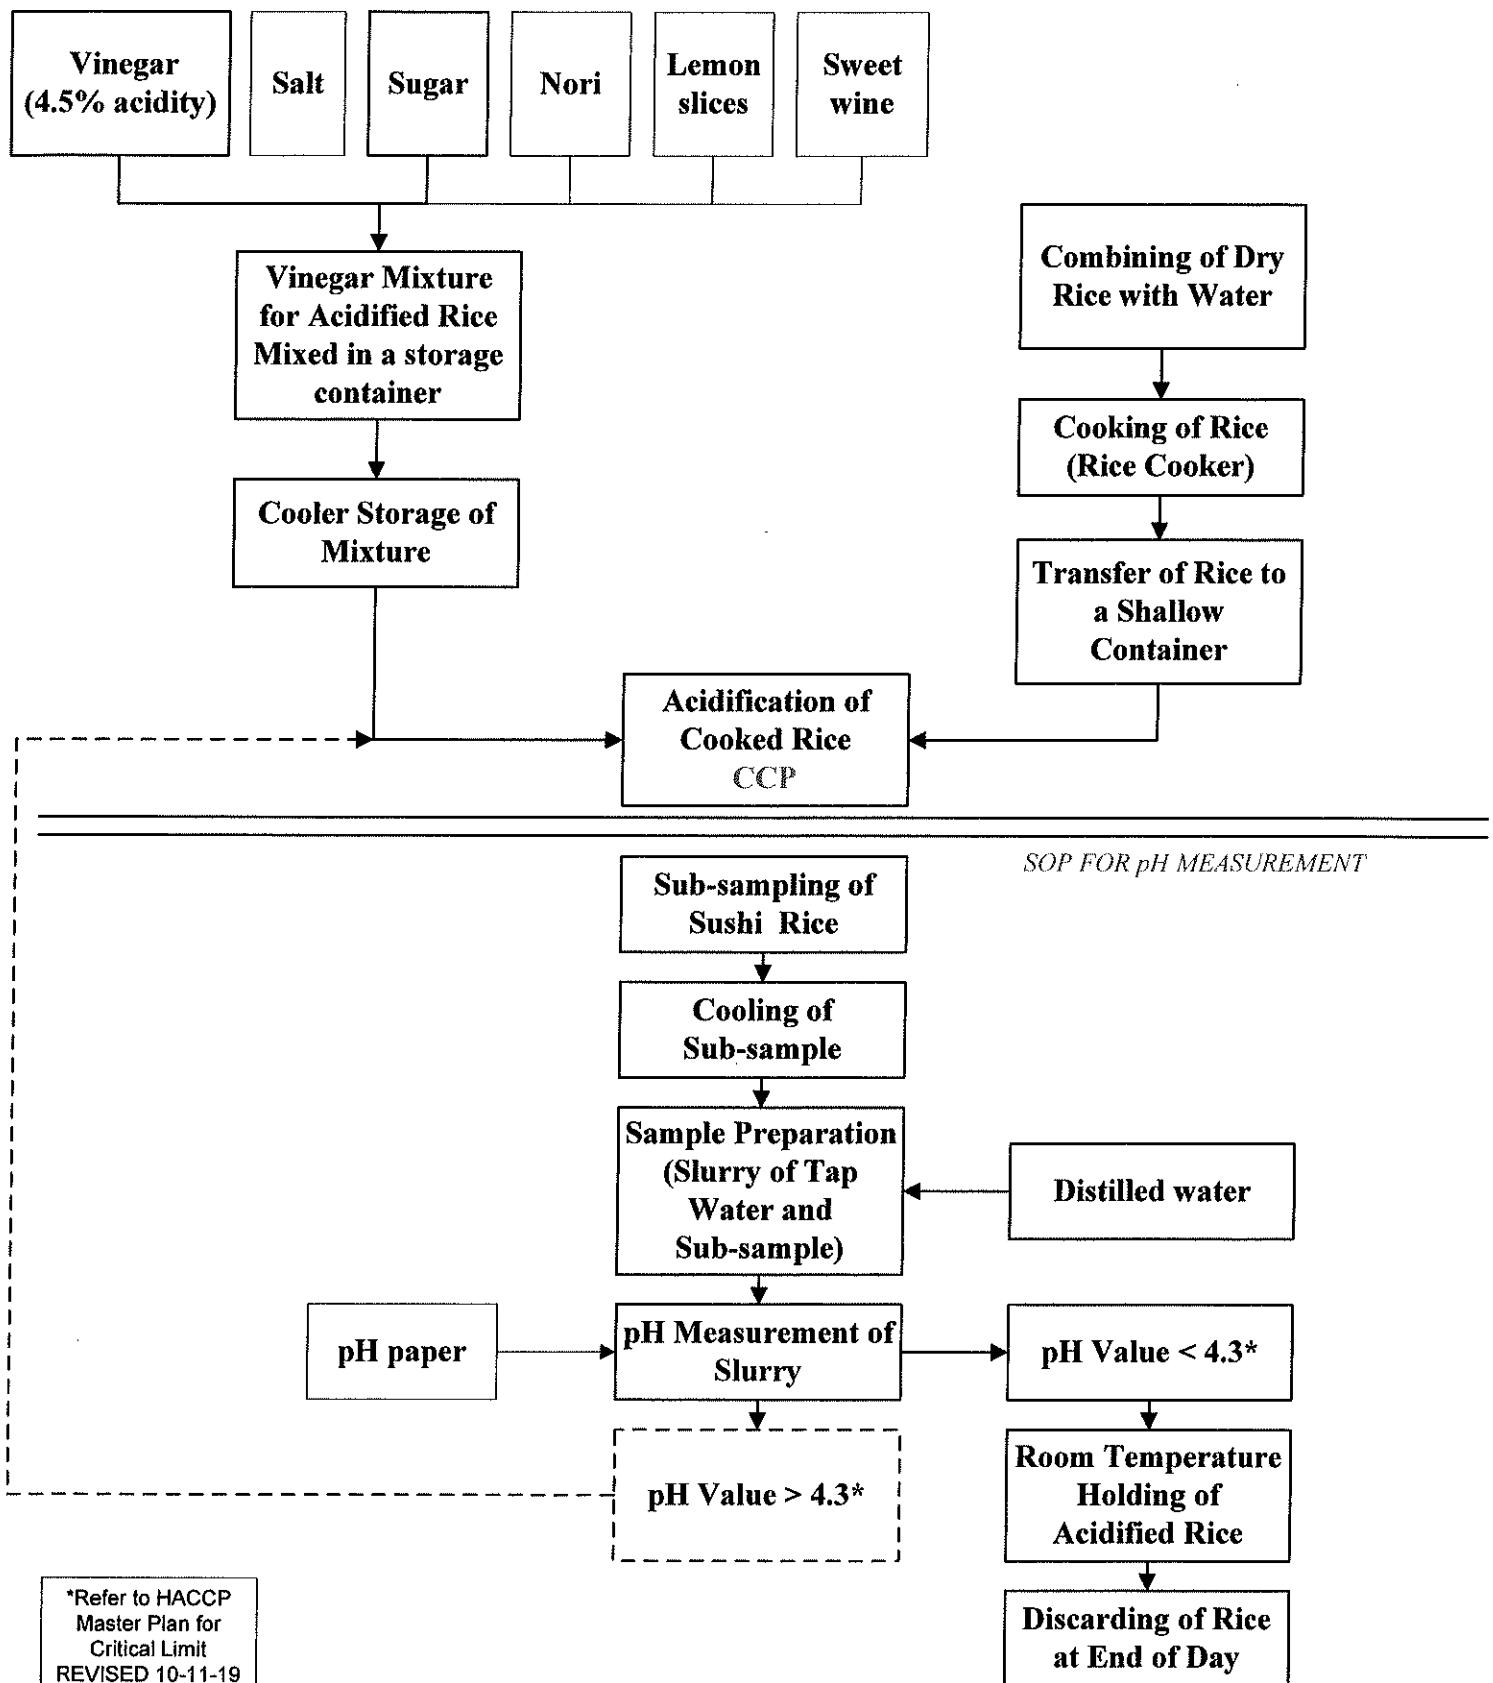 Vinegar
(4.5% acidity)
Salt
Sugar
Nori
Lemon
slices
Sweet
wine
Vinegar Mixture
for Acidified Rice
Mixed in a storage
container
Combining of Dry
Rice with Water
Cooking of Rice
(Rice Cooker)
Cooler Storage of
Mixture
Transfer of Rice to
a Shallow
Container
Acidification of
Cooked Rice
CCP
SOP FOR pH MEASUREMENT
Sub-sampling of
Sushi Rice
Cooling of
Sub-sample
Sample Preparation
(Slurry of Tap
Water and
Sub-sample)
Distilled water
pH paper
pH Measurement of
Slurry
pH Value < 4.3*
pH Value > 4.3*
Room Temperature
Holding of
Acidified Rice
*Refer to HACCP
Master Plan for
Critical Limit
REVISED 10-11-19
Discarding of Rice
at End of Day